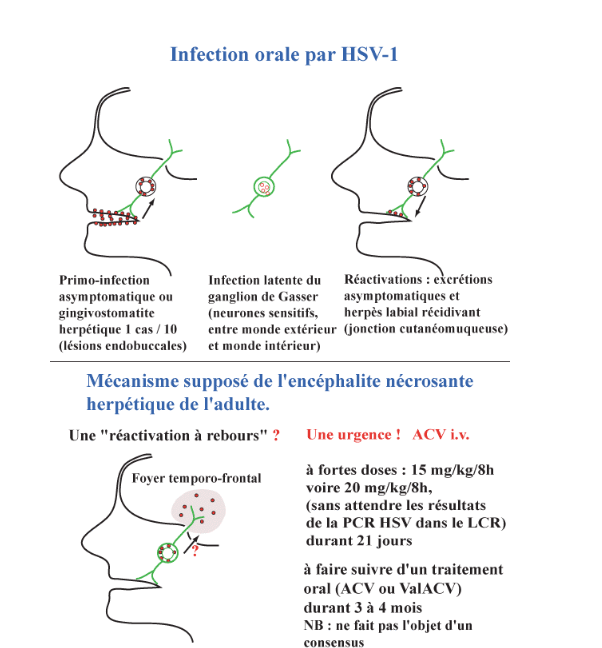 Infection orale par HSV-1
Primo-infection
asymptomatique ou
gingivostomatite
herpétique 1 cas / 10
(lésions endobuccales)
Infection latente du
ganglion de Gasser
(neurones sensitifs,
entre monde extérieur
et monde intérieur)
Réactivations : excrétions
asymptomatiques et
herpès labial récidivant
(jonction cutanéomuqueuse)
Mécanisme supposé de l'encéphalite nécrosante
herpétique de l'adulte.
Une "réactivation à rebours" ?
Foyer temporo-frontal
?
Une urgence ! ACV i.v.
à fortes doses : 15 mg/kg/8h
voire 20 mg/kg/8h,
(sans attendre les résultats
de la PCR HSV dans le LCR)
durant 21 jours
à faire suivre d'un traitement
oral (ACV ou ValACV)
durant 3 à 4 mois
NB : ne fait pas l'objet d'un
consensus